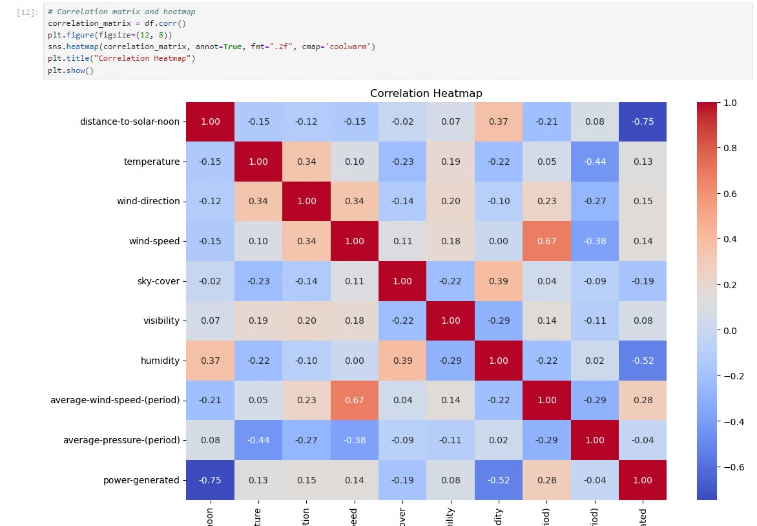 [12]: # Correlation matrix and heatmap
correlation_matrix = df.corr()
plt.figure(figsize=(12, 8))
sns.heatmap(correlation_matrix, annot=True, fmt=".2f", cmap='coolwarm')
plt.title("Correlation Heatmap")
plt.show()
Correlation Heatmap
distance-to-solar-noon 1.00 -0.15 -0.12 -0.15 -0.02 0.07 0.37 -0.21 0.08 -0.75
temperature -0.15 1.00 0.34 0.10 -0.23 0.19 -0.22 0.05 -0.44 0.13
wind-direction -0.12 0.34 1.00 0.34 -0.14 0.20 -0.10 0.23 -0.27 0.15
wind-speed -0.15 0.10 0.34 1.00 0.11 0.18 0.00 0.67 -0.38 0.14
sky-cover -0.02 -0.23 -0.14 0.11 1.00 -0.22 0.39 0.04 -0.09 -0.19
visibility 0.07 0.19 0.20 0.18 -0.22 1.00 -0.29 0.14 -0.11 0.08
humidity 0.37 -0.22 -0.10 0.00 0.39 -0.29 1.00 -0.22 0.02 -0.52
average-wind-speed-(period) -0.21 0.05 0.23 0.67 0.04 0.14 -0.22 1.00 -0.29 0.28
average-pressure-(period) 0.08 -0.44 -0.27 -0.38 -0.09 -0.11 0.02 -0.29 1.00 -0.04
power-generated -0.75 0.13 0.15 0.14 -0.19 0.08 -0.52 0.28 -0.04 1.00
noon ture tion eed over ility dity iod) iod) ated
1.0
0.8
0.6
0.4
0.2
0.0
−0.2
−0.4
−0.6